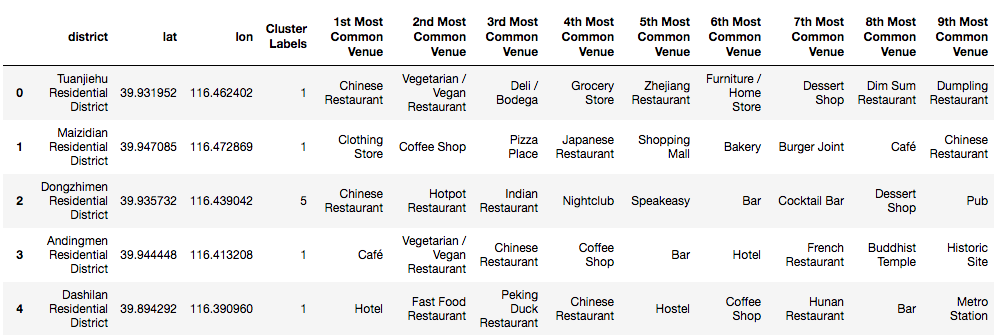 district lat lon Cluster Labels 1st Most Common Venue 2nd Most Common Venue 3rd Most Common Venue 4th Most Common Venue 5th Most Common Venue 6th Most Common Venue 7th Most Common Venue 8th Most Common Venue 9th Most Common Venue
0 Tuanjiehu Residential District 39.931952 116.462402 1 Chinese Restaurant Vegetarian / Vegan Restaurant Deli / Bodega Grocery Store Zhejiang Restaurant Furniture / Home Store Dessert Shop Dim Sum Restaurant Dumpling Restaurant
1 Maizidian Residential District 39.947085 116.472869 1 Clothing Store Coffee Shop Pizza Place Japanese Restaurant Shopping Mall Bakery Burger Joint Café Chinese Restaurant
2 Dongzhimen Residential District 39.935732 116.439042 5 Chinese Restaurant Hotpot Restaurant Indian Restaurant Nightclub Speakeasy Bar Cocktail Bar Dessert Shop Pub
3 Andingmen Residential District 39.944448 116.413208 1 Café Vegetarian / Vegan Restaurant Chinese Restaurant Coffee Shop Bar Hotel French Restaurant Buddhist Temple Historic Site
4 Dashilan Residential District 39.894292 116.390960 1 Hotel Fast Food Restaurant Peking Duck Restaurant Chinese Restaurant Hostel Coffee Shop Hunan Restaurant Bar Metro Station